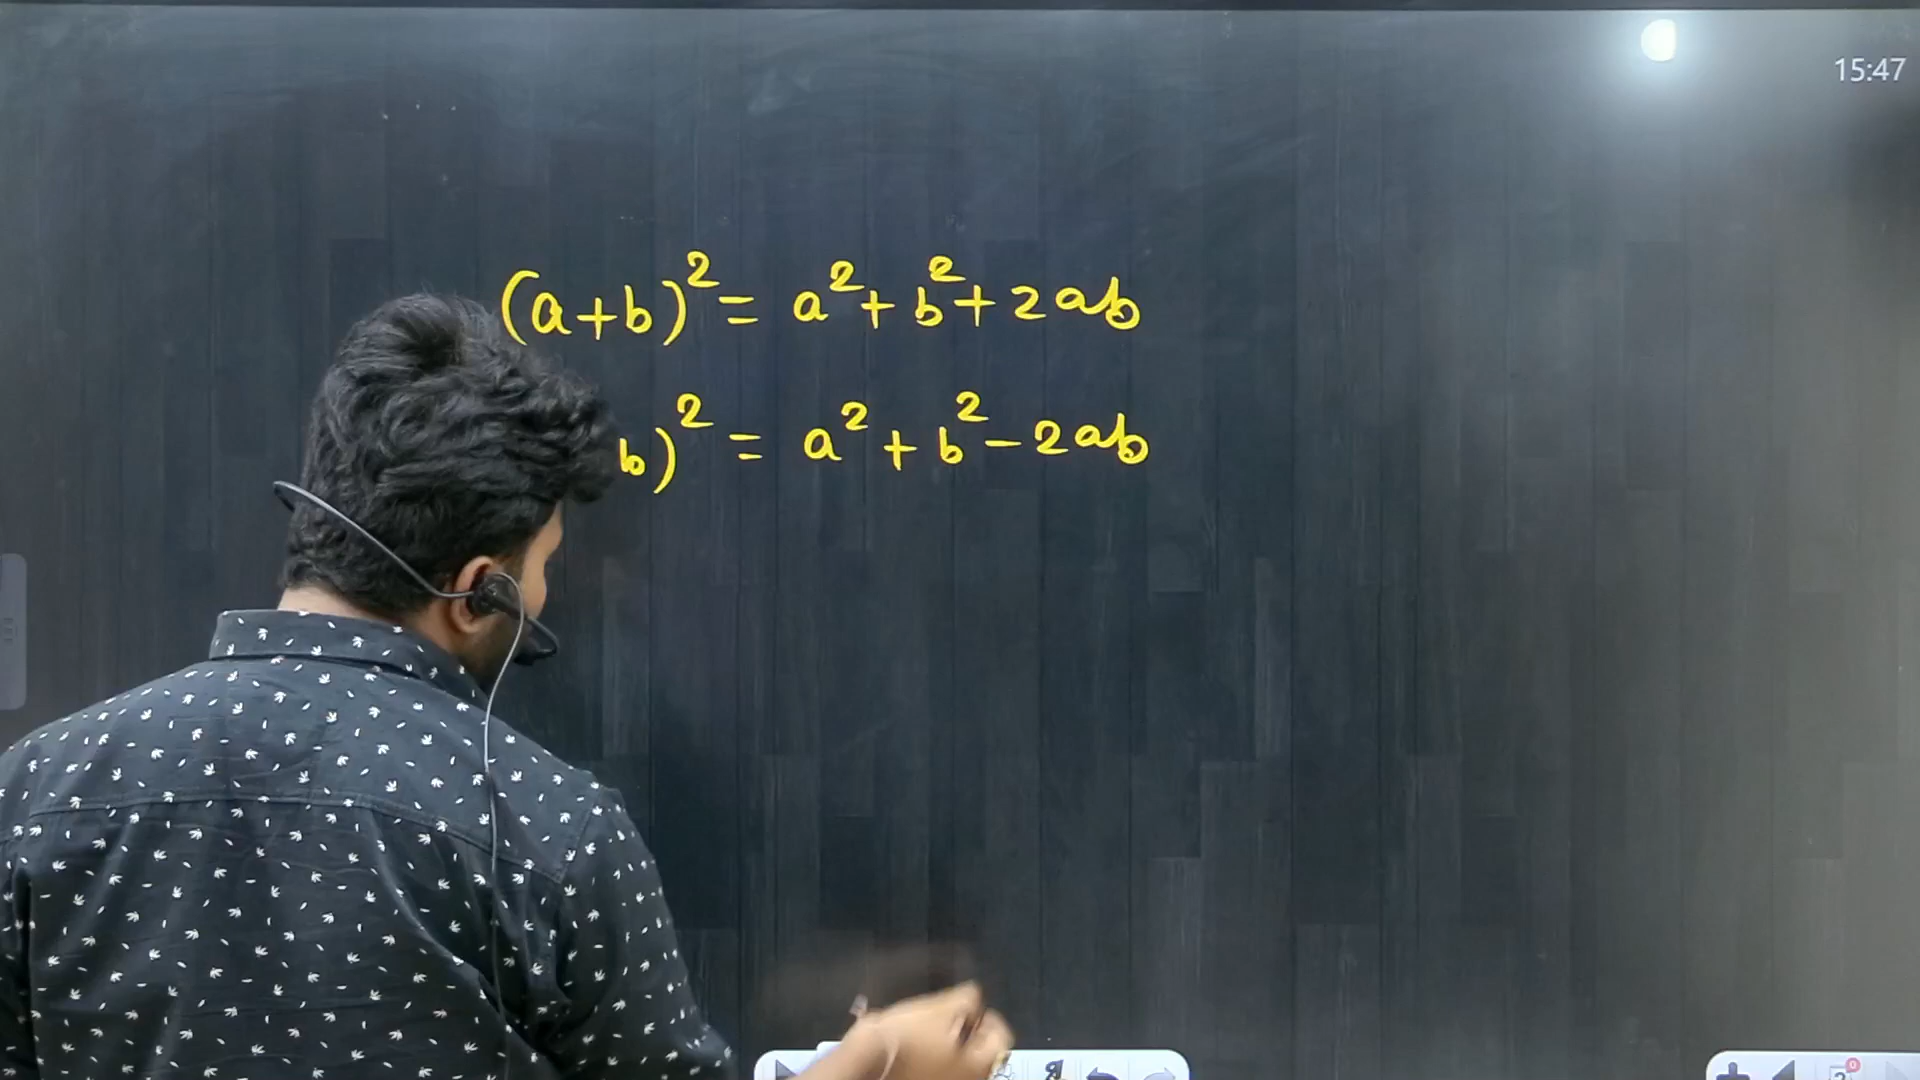 15:47
(a+b)²= a²+b²+2ab
b)² = a²+b²-2ab